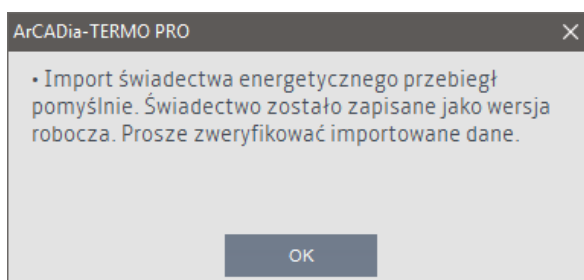 ArCADia-TERMO PRO
• Import świadectwa energetycznego przebiegł
pomyślnie. Świadectwo zostało zapisane jako wersja
robocza. Prosze zweryfikować importowane dane.
OK